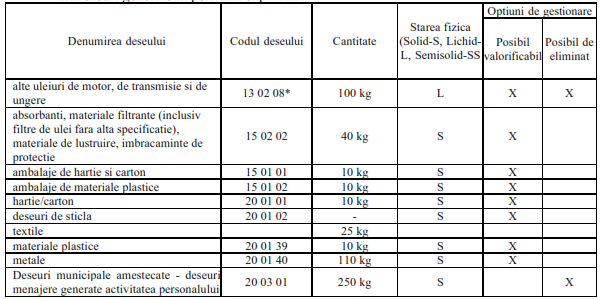 Optiuni de gestionare
Denumirea deseului Codul deseului Cantitate Starea fizica (Solid-S, Lichid-L, Semisolid-SS Posibil valorificabil Posibil de eliminat
alte uleiuri de motor, de transmisie si de
ungere 13 02 08* 100 kg L X X
absorbanti, materiale filtrante (inclusiv
filtre de ulei fara alta specificatie),
materiale de lustruire, imbracaminte de
protectie 15 02 02 40 kg S X
ambalaje de hartie si carton 15 01 01 10 kg S X
ambalaje de materiale plastice 15 01 02 10 kg S X
hartie/carton 20 01 01 10 kg S X
deseuri de sticla 20 01 02 - S X
textile 25 kg
materiale plastice 20 01 39 10 kg S X
metale 20 01 40 110 kg S X
Deseuri municipale amestecate - deseuri
menajere generate activitatea personalului 20 03 01 250 kg S X